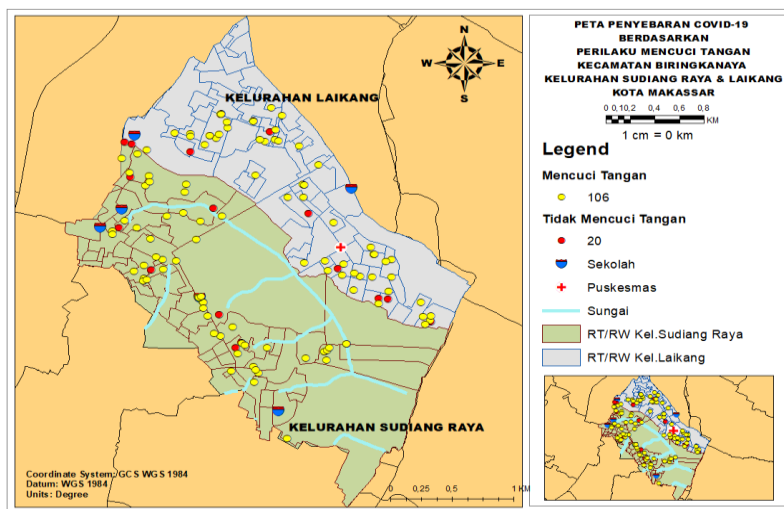 KELURAHAN LAIKANG
N
W
E
S
KELURAHAN SUDIANG RAYA
Coordinate System: GCS WGS 1984
Datum: WGS 1984
Units : Degree
0 0,25 0,5 1 KM
PETA PENYEBARAN COVID-19
BERDASARKAN
PERILAKU MENCUCI TANGAN
KECAMATAN BIRINGKANAYA
KELURAHAN SUDIANG RAYA & LAIKANG
KOTA MAKASSAR
0 0,10,2 0,4 0,6 0,8
KM
1 cm = 0 km
Legend
Mencuci Tangan
106
Tidak Mencuci Tangan
20
Sekolah
Puskesmas
Sungai
RT/RW Kel.Sudiang Raya
RT/RW Kel.Laikang